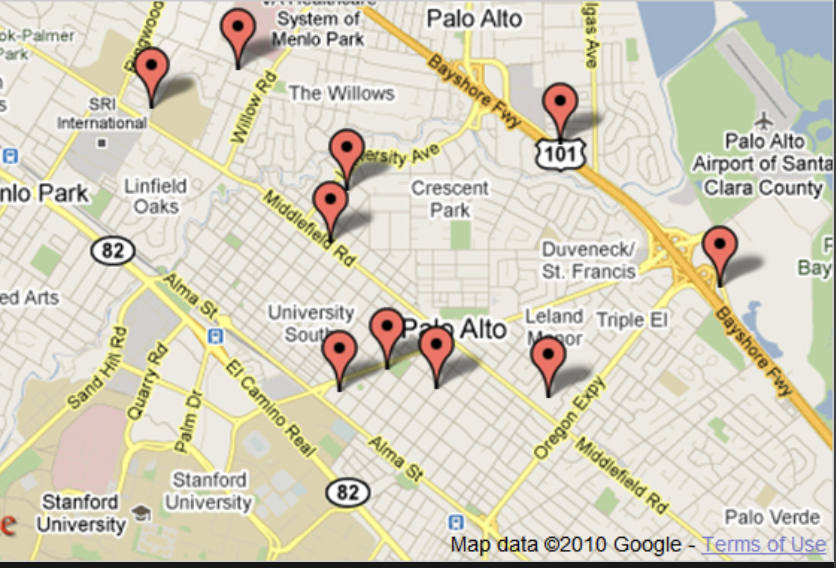 VA Healthcare
System of
Menlo Park
Palo Alto
Ringwood
ok-Palmer
Park
Bayshore Fwy
The Willows
Willow Rd
SRI
International
101
Palo Alto
Airport of Santa
Clara County
ersity Ave
nlo Park
Linfield
Oaks
Crescent
Park
Middlefield Rd
82
Duveneck/
St. Francis
Alma St
ed Arts
University
South
Palo Alto
Leland
Manor
Triple El
Bayshore Fwy
Sand Hill Rd
Quarry Rd
Palm Dr
El Camino Real
Oregon Expy
Alma St
Middlefield Rd
Stanford
University
Stanford
University
82
Palo Verde
Map data ©2010 Google - Terms of Use